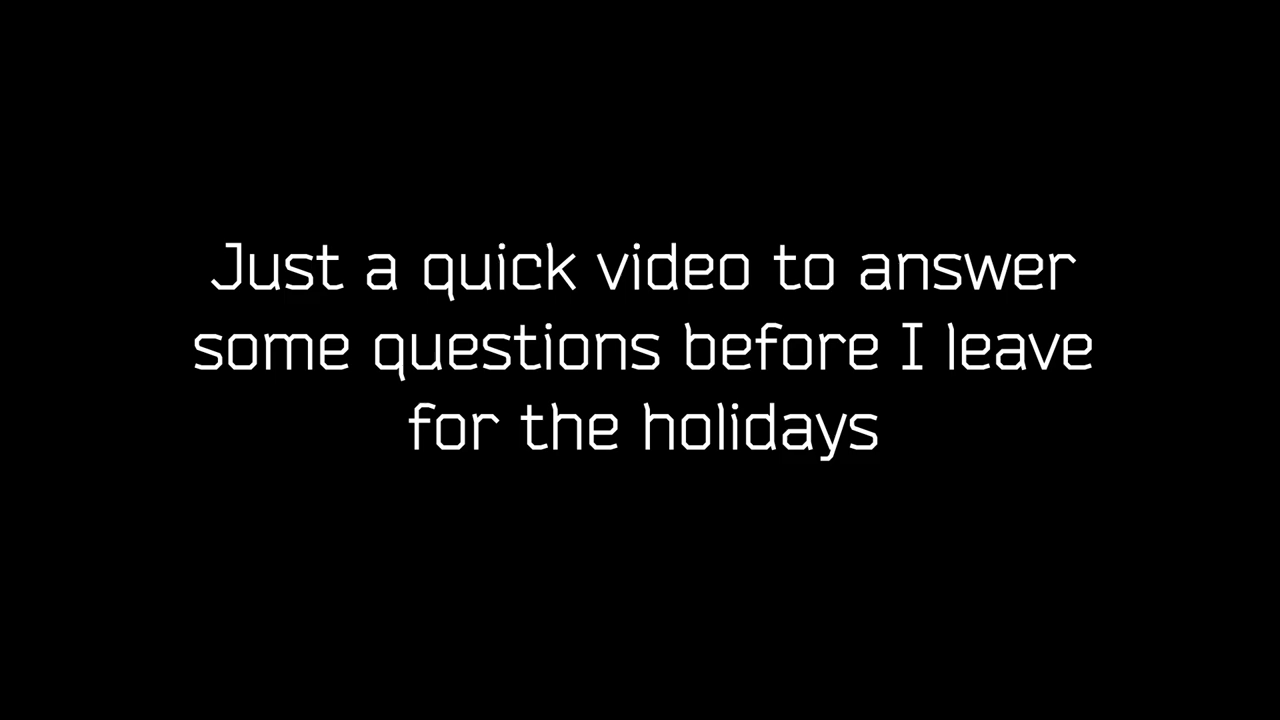 Just a quick video to answer
some questions before I leave
for the holidays